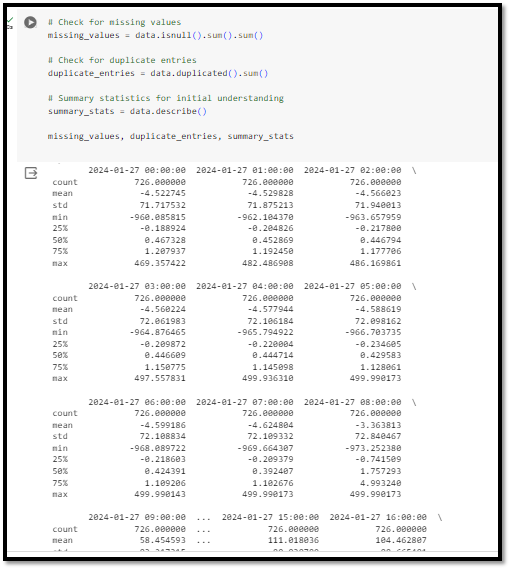 # Check for missing values
missing_values = data.isnull().sum().sum()
# Check for duplicate entries
duplicate_entries = data.duplicated().sum()
# Summary statistics for initial understanding
summary_stats = data.describe()
missing_values, duplicate_entries, summary_stats
2024-01-27 00:00:00 2024-01-27 01:00:00 2024-01-27 02:00:00 \
count 726.000000 726.000000 726.000000
mean -4.522745 -4.529828 -4.566023
std 71.717532 71.875213 71.940013
min -960.085815 -962.104370 -963.657959
25% -0.188924 -0.204826 -0.217800
50% 0.467328 0.452869 0.446794
75% 1.207937 1.192450 1.177706
max 469.357422 482.486908 486.169861
2024-01-27 03:00:00 2024-01-27 04:00:00 2024-01-27 05:00:00 \
count 726.000000 726.000000 726.000000
mean -4.560224 -4.577944 -4.588619
std 72.061983 72.106184 72.098162
min -964.876465 -965.794922 -966.703735
25% -0.209872 -0.220004 -0.234605
50% 0.446609 0.444714 0.429583
75% 1.150775 1.145098 1.128061
max 497.557831 499.936310 499.990173
2024-01-27 06:00:00 2024-01-27 07:00:00 2024-01-27 08:00:00 \
count 726.000000 726.000000 726.000000
mean -4.599186 -4.624804 -3.363813
std 72.108834 72.109332 72.840467
min -968.089722 -969.664307 -973.252380
25% -0.218603 -0.209379 -0.741509
50% 0.424391 0.392407 1.757293
75% 1.109206 1.102676 4.993240
max 499.990143 499.990173 499.990173
2024-01-27 09:00:00 ... 2024-01-27 15:00:00 2024-01-27 16:00:00 \
count 726.000000 ... 726.000000 726.000000
mean 58.454593 ... 111.018036 104.462807